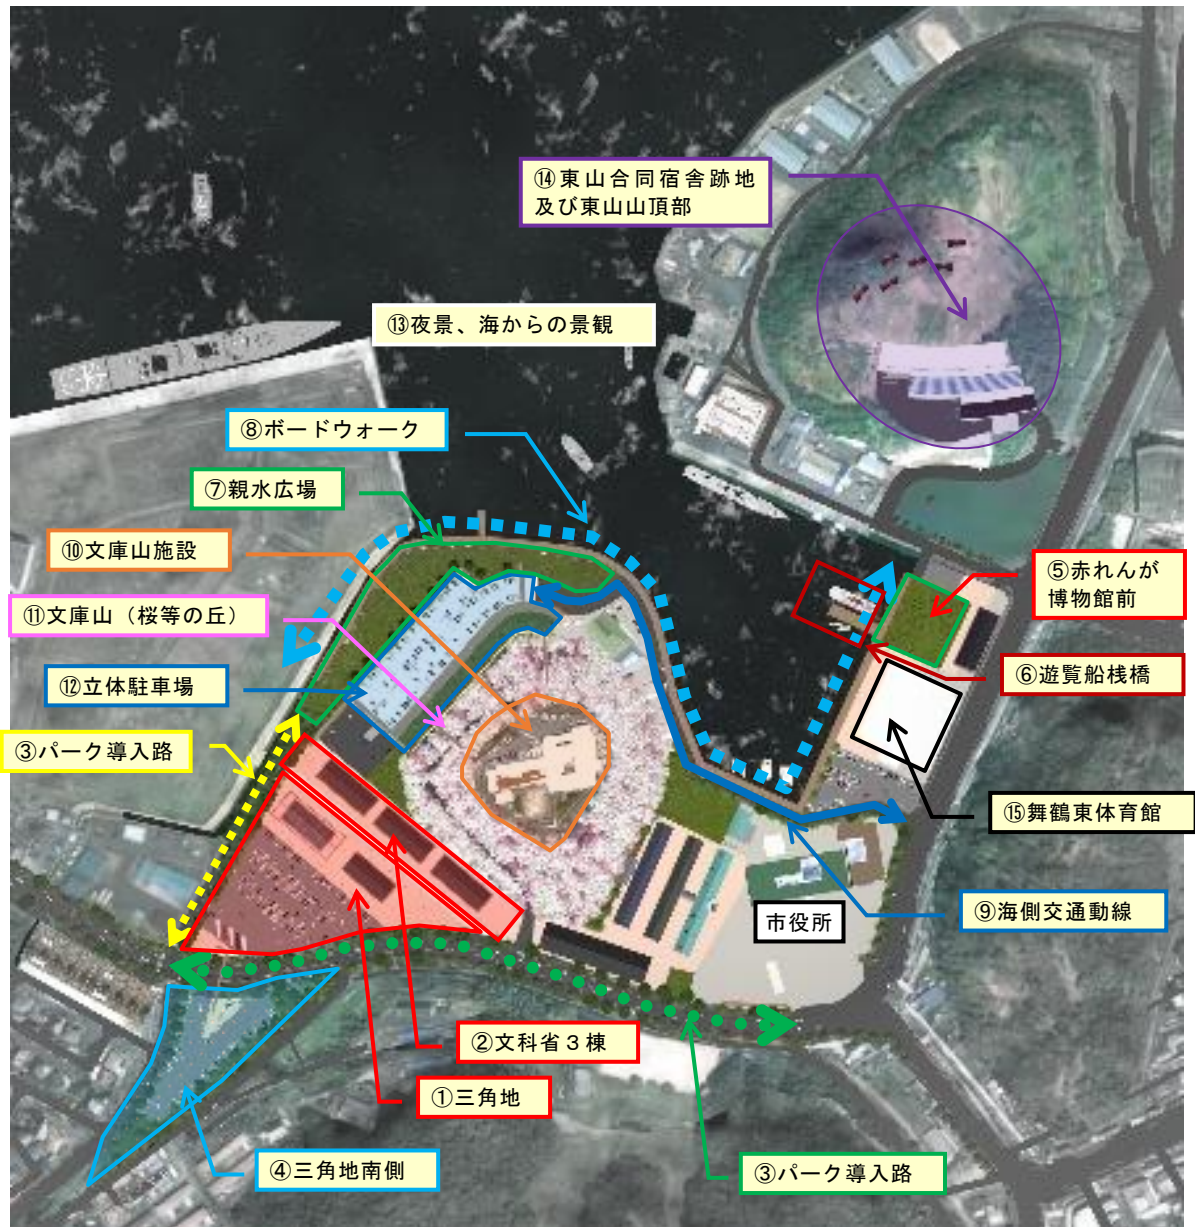 ⑭東山合同宿舎跡地
及び東山山頂部
⑬夜景、海からの景観
⑧ボードウォーク
⑦親水広場
⑩文庫山施設
⑤赤れんが
博物館前
⑪文庫山（桜等の丘）
⑥遊覧船桟橋
⑫立体駐車場
③パーク導入路
⑮舞鶴東体育館
⑨海側交通動線
市役所
②文科省３棟
①三角地
④三角地南側
③パーク導入路